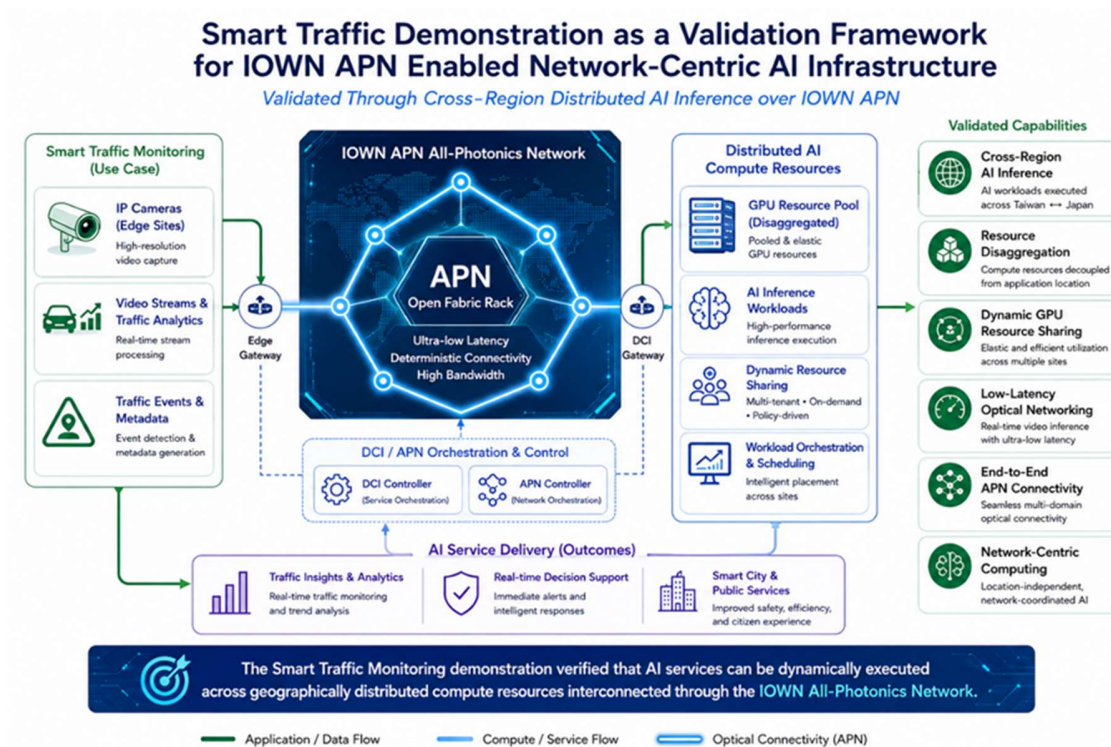 Smart Traffic Demonstration as a Validation Framework
for IOWN APN Enabled Network-Centric AI Infrastructure
Validated Through Cross-Region Distributed AI Inference over IOWN APN
Smart Traffic Monitoring
(Use Case)
IP Cameras
(Edge Sites)
High-resolution
video capture
Video Streams &
Traffic Analytics
Real-time stream
processing
Traffic Events &
Metadata
Event detection &
metadata generation
Edge
Gateway
IOWN APN All-Photonics Network
APN
Open Fabric Rack
Ultra-low Latency
Deterministic Connectivity
High Bandwidth
DCI
Gateway
DCI / APN Orchestration & Control
DCI Controller
(Service Orchestration)
APN Controller
(Network Orchestration)
Distributed AI
Compute Resources
GPU Resource Pool
(Disaggregated)
Pooled & elastic
GPU resources
AI Inference
Workloads
High-performance
inference execution
Dynamic Resource
Sharing
Multi-tenant • On-demand
• Policy-driven
Workload Orchestration
& Scheduling
Intelligent placement
across sites
Validated Capabilities
Cross-Region
AI Inference
AI workloads executed
across Taiwan ↔ Japan
Resource
Disaggregation
Compute resources decoupled
from application location
Dynamic GPU
Resource Sharing
Elastic and efficient utilization
across multiple sites
Low-Latency
Optical Networking
Real-time video inference
with ultra-low latency
End-to-End
APN Connectivity
Seamless multi-domain
optical connectivity
Network-Centric
Computing
Location-independent,
network-coordinated AI
AI Service Delivery (Outcomes)
Traffic Insights & Analytics
Real-time traffic monitoring
and trend analysis
Real-time Decision Support
Immediate alerts and
intelligent responses
Smart City
& Public Services
Improved safety, efficiency,
and citizen experience
The Smart Traffic Monitoring demonstration verified that AI services can be dynamically executed
across geographically distributed compute resources interconnected through the IOWN All-Photonics Network.
Application / Data Flow
Compute / Service Flow
Optical Connectivity (APN)